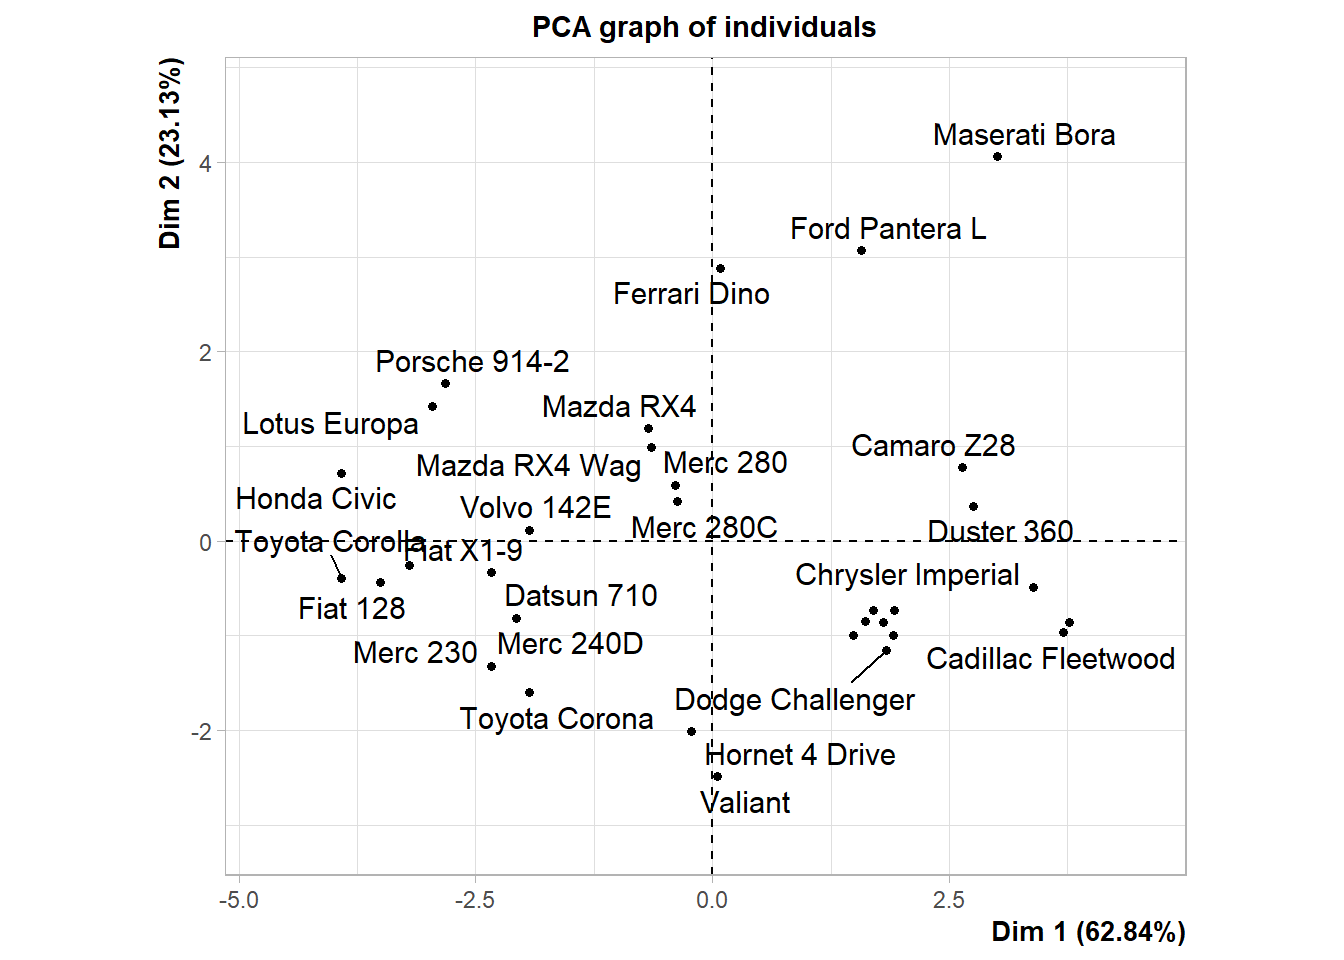 PCA graph of individuals
Dim 2 (23.13%)
Maserati Bora
4
Ford Pantera L
Ferrari Dino
2
Porsche 914-2
Mazda RX4
Lotus Europa
Camaro Z28
Mazda RX4 Wag
Merc 280
Honda Civic
Volvo 142E
Merc 280C
Duster 360
0
Toyota Corolla
Fiat X1-9
Chrysler Imperial
Datsun 710
Fiat 128
Merc 240D
Merc 230
Cadillac Fleetwood
Dodge Challenger
Toyota Corona
-2
Hornet 4 Drive
Valiant
-5.0
-2.5
0.0
2.5
Dim 1 (62.84%)